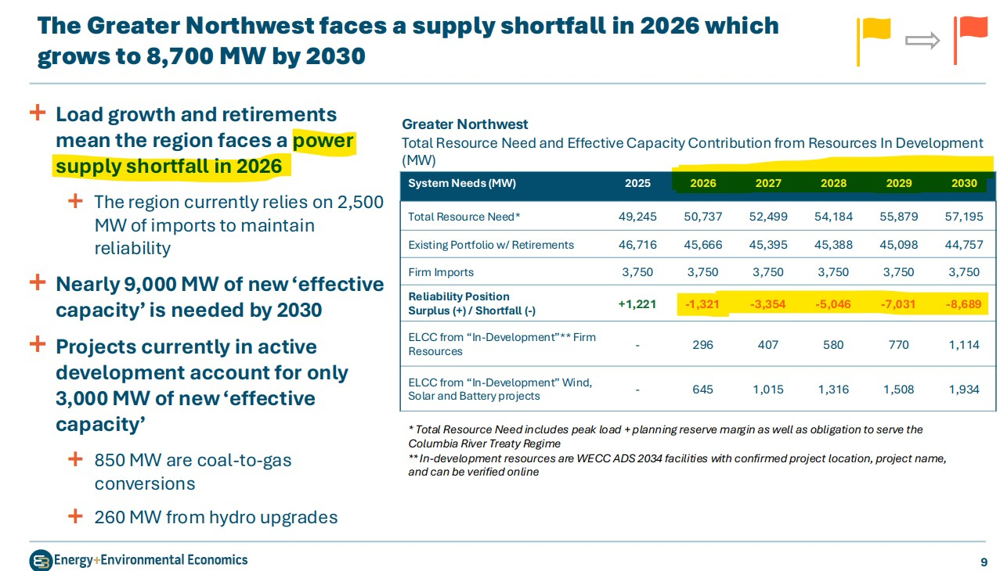 The Greater Northwest faces a supply shortfall in 2026 which
grows to 8,700 MW by 2030
+ Load growth and retirements
mean the region faces a power
supply shortfall in 2026
+ The region currently relies on 2,500
MW of imports to maintain
reliability
+ Nearly 9,000 MW of new ‘effective
capacity’ is needed by 2030
+ Projects currently in active
development account for only
3,000 MW of new ‘effective
capacity’
+ 850 MW are coal-to-gas
conversions
+ 260 MW from hydro upgrades
Greater Northwest
Total Resource Need and Effective Capacity Contribution from Resources In Development
(MW)
System Needs (MW) 2025 2026 2027 2028 2029 2030
Total Resource Need* 49,245 50,737 52,499 54,184 55,879 57,195
Existing Portfolio w/ Retirements 46,716 45,666 45,395 45,388 45,098 44,757
Firm Imports 3,750 3,750 3,750 3,750 3,750 3,750
Reliability Position
Surplus (+) / Shortfall (-) +1,221 -1,321 -3,354 -5,046 -7,031 -8,689
ELCC from “In-Development”** Firm
Resources - 296 407 580 770 1,114
ELCC from “In-Development” Wind,
Solar and Battery projects - 645 1,015 1,316 1,508 1,934
* Total Resource Need includes peak load + planning reserve margin as well as obligation to serve the
Columbia River Treaty Regime
** In-development resources are WECC ADS 2034 facilities with confirmed project location, project name,
and can be verified online
Energy+Environmental Economics
9